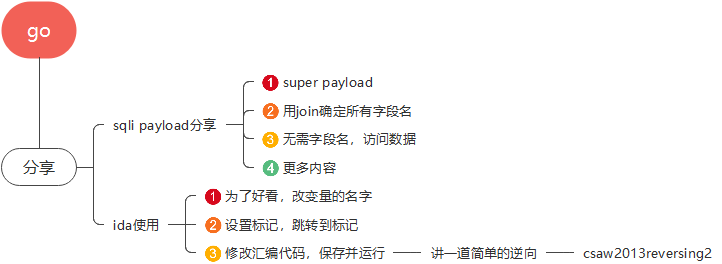 go
分享
sqli payload分享
1 super payload
2 用join确定所有字段名
3 无需字段名，访问数据
4 更多内容
ida使用
1 为了好看，改变量的名字
2 设置标记，跳转到标记
3 修改汇编代码，保存并运行
讲一道简单的逆向
csaw2013reversing2